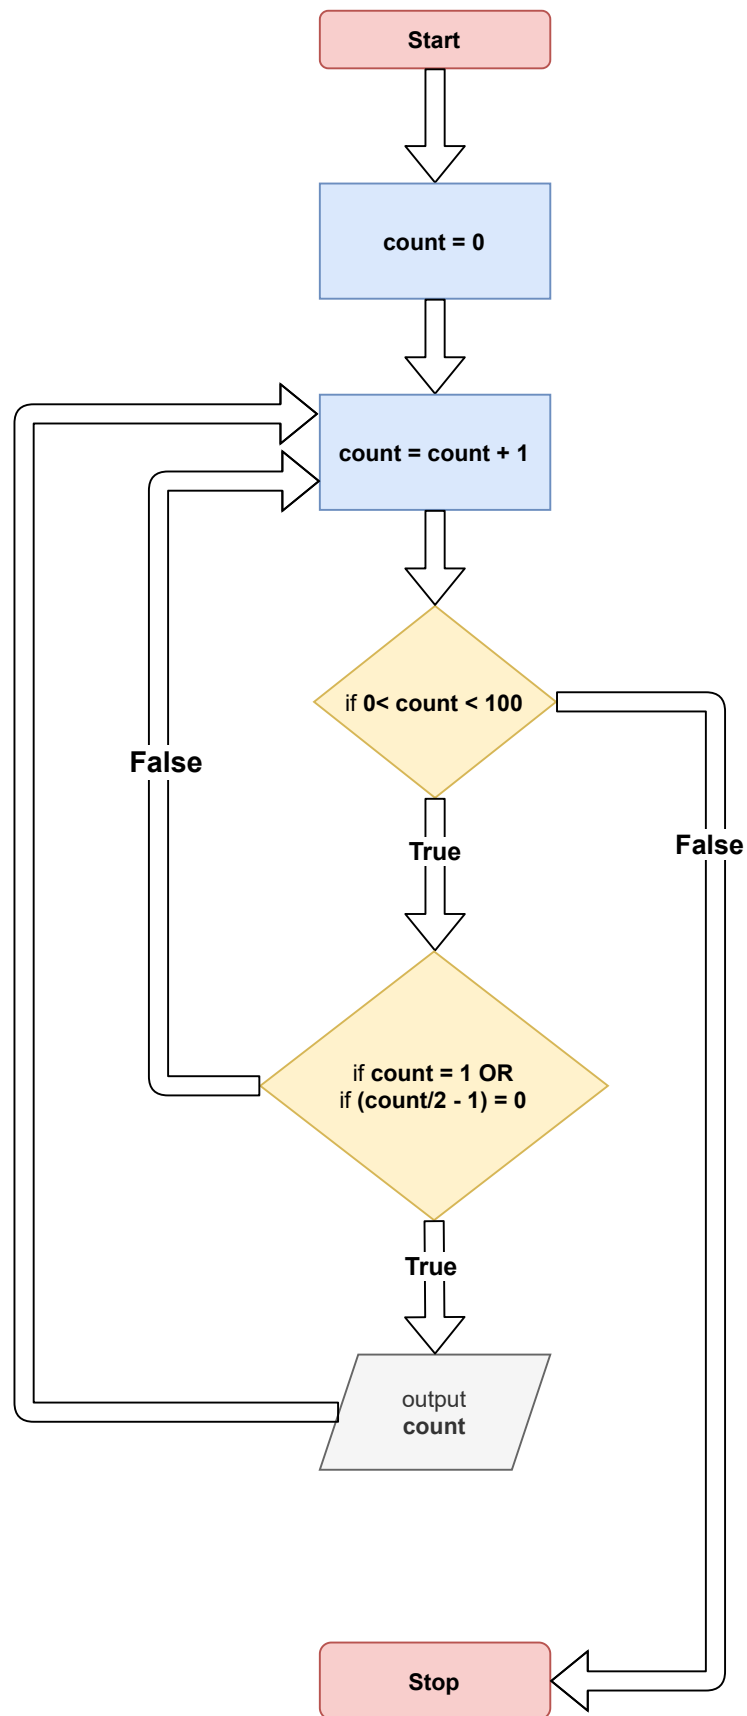 Start
count = 0
count = count + 1
if 0< count < 100
False
True
False
if count = 1 OR
if (count/2 - 1) = 0
True
output
count
Stop